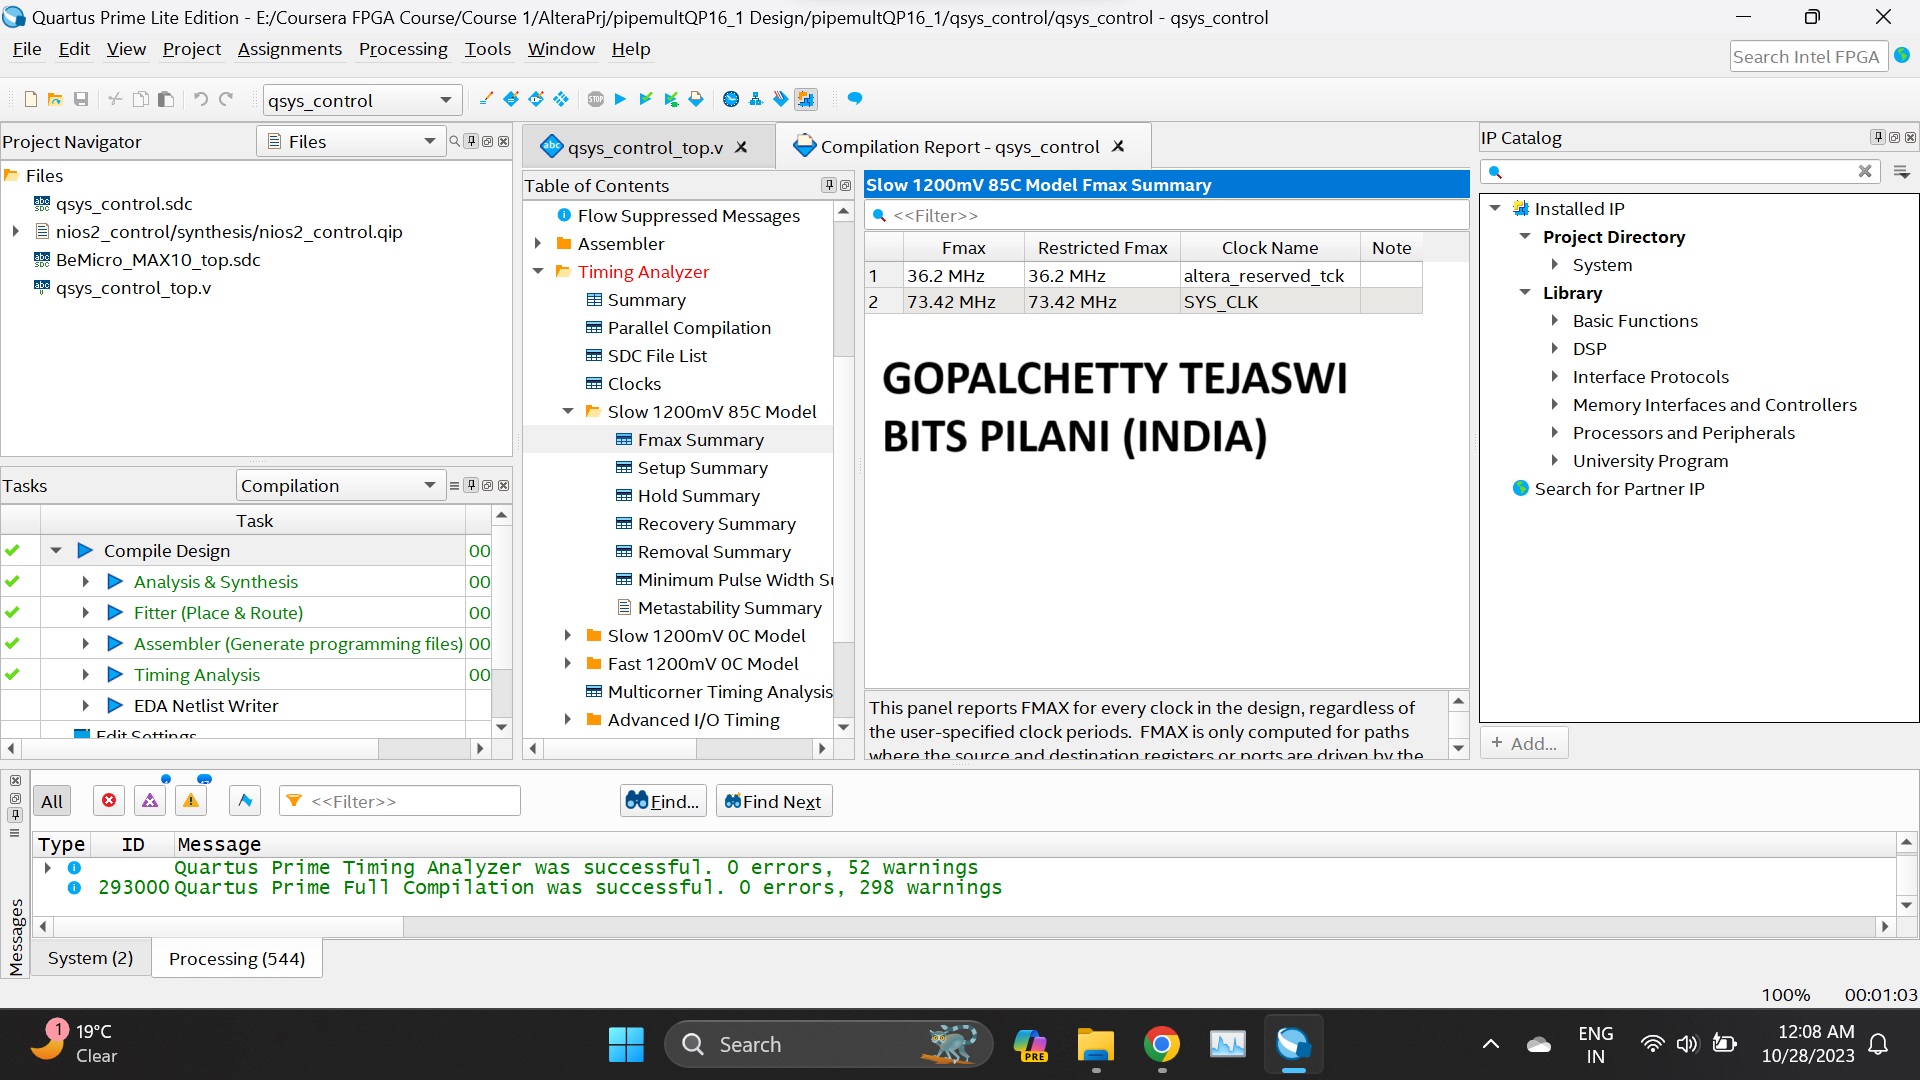 Quartus Prime Lite Edition - E:/Coursera FPGA Course/Course 1/AlteraPrj/pipemultQP16_1 Design/pipemultQP16_1/qsys_control/qsys_control - qsys_control
File Edit View Project Assignments Processing Tools Window Help
Search Intel FPGA
qsys_control
STOP
Project Navigator
Files
Files
qsys_control.sdc
nios2_control/synthesis/nios2_control.qip
BeMicro_MAX10_top.sdc
qsys_control_top.v
Tasks
Compilation
Task
Compile Design 00
Analysis & Synthesis 00
Fitter (Place & Route) 00
Assembler (Generate programming files) 00
Timing Analysis 00
EDA Netlist Writer
Edit Settings
qsys_control_top.v
Compilation Report - qsys_control
Table of Contents
Flow Suppressed Messages
Assembler
Timing Analyzer
Summary
Parallel Compilation
SDC File List
Clocks
Slow 1200mV 85C Model
Fmax Summary
Setup Summary
Hold Summary
Recovery Summary
Removal Summary
Minimum Pulse Width Su
Metastability Summary
Slow 1200mV 0C Model
Fast 1200mV 0C Model
Multicorner Timing Analysis
Advanced I/O Timing
Slow 1200mV 85C Model Fmax Summary
<<Filter>>
Fmax Restricted Fmax Clock Name Note
1 36.2 MHz 36.2 MHz altera_reserved_tck
2 73.42 MHz 73.42 MHz SYS_CLK
GOPALCHETTY TEJASWI
BITS PILANI (INDIA)
This panel reports FMAX for every clock in the design, regardless of
the user-specified clock periods. FMAX is only computed for paths
where the source and destination registers or ports are driven by the
IP Catalog
Installed IP
Project Directory
System
Library
Basic Functions
DSP
Interface Protocols
Memory Interfaces and Controllers
Processors and Peripherals
University Program
Search for Partner IP
+ Add...
Messages
All
<<Filter>>
Find...
Find Next
Type ID Message
Quartus Prime Timing Analyzer was successful. 0 errors, 52 warnings
293000 Quartus Prime Full Compilation was successful. 0 errors, 298 warnings
System (2)
Processing (544)
100% 00:01:03
1
19°C
Clear
Search
PRE
ENG
IN
12:08 AM
10/28/2023